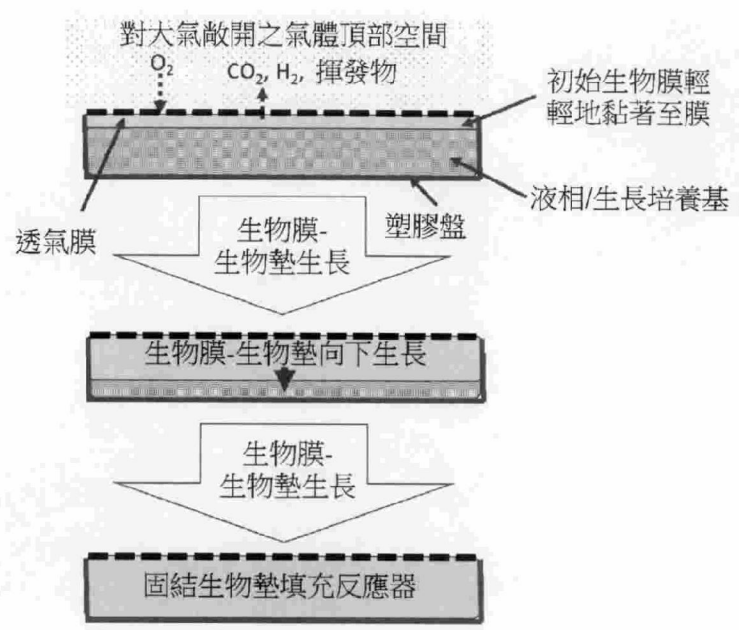 對大氣敞開之氣體頂部空間
O₂
CO₂, H₂, 揮發物
初始生物膜輕
輕地黏著至膜
液相/生長培養基
塑膠盤
透氣膜
生物膜-
生物墊生長
生物膜-生物墊向下生長
生物膜-
生物墊生長
固結生物墊填充反應器